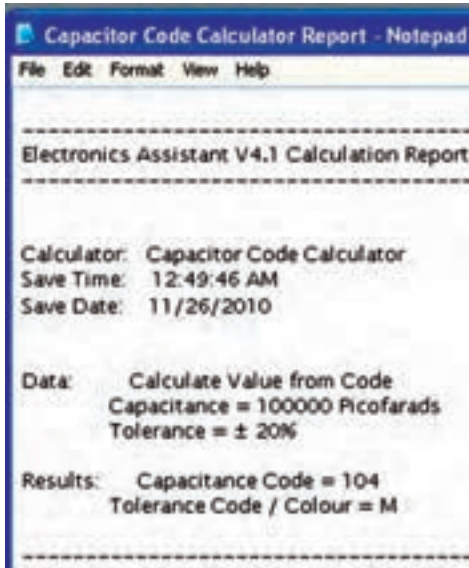 Capacitor Code Calculator Report - Notepad
File Edit Format View Help
--------------------------------------------
Electronics Assistant V4.1 Calculation Report
--------------------------------------------
Calculator: Capacitor Code Calculator
Save Time: 12:49:46 AM
Save Date: 11/26/2010
Data: Calculate Value from Code
Capacitance = 100000 Picofarads
Tolerance = ± 20%
Results: Capacitance Code = 104
Tolerance Code / Colour = M
--------------------------------------------